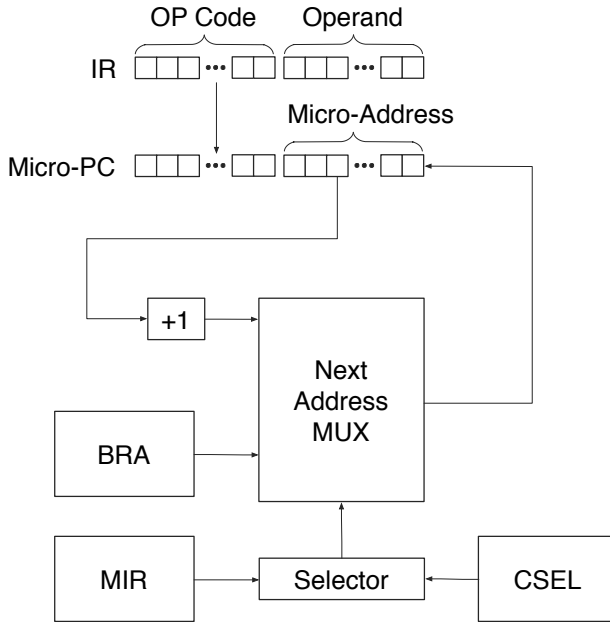 OP Code
Operand
IR
•••
•••
Micro-Address
Micro-PC
•••
•••
+1
Next
Address
MUX
BRA
MIR
Selector
CSEL